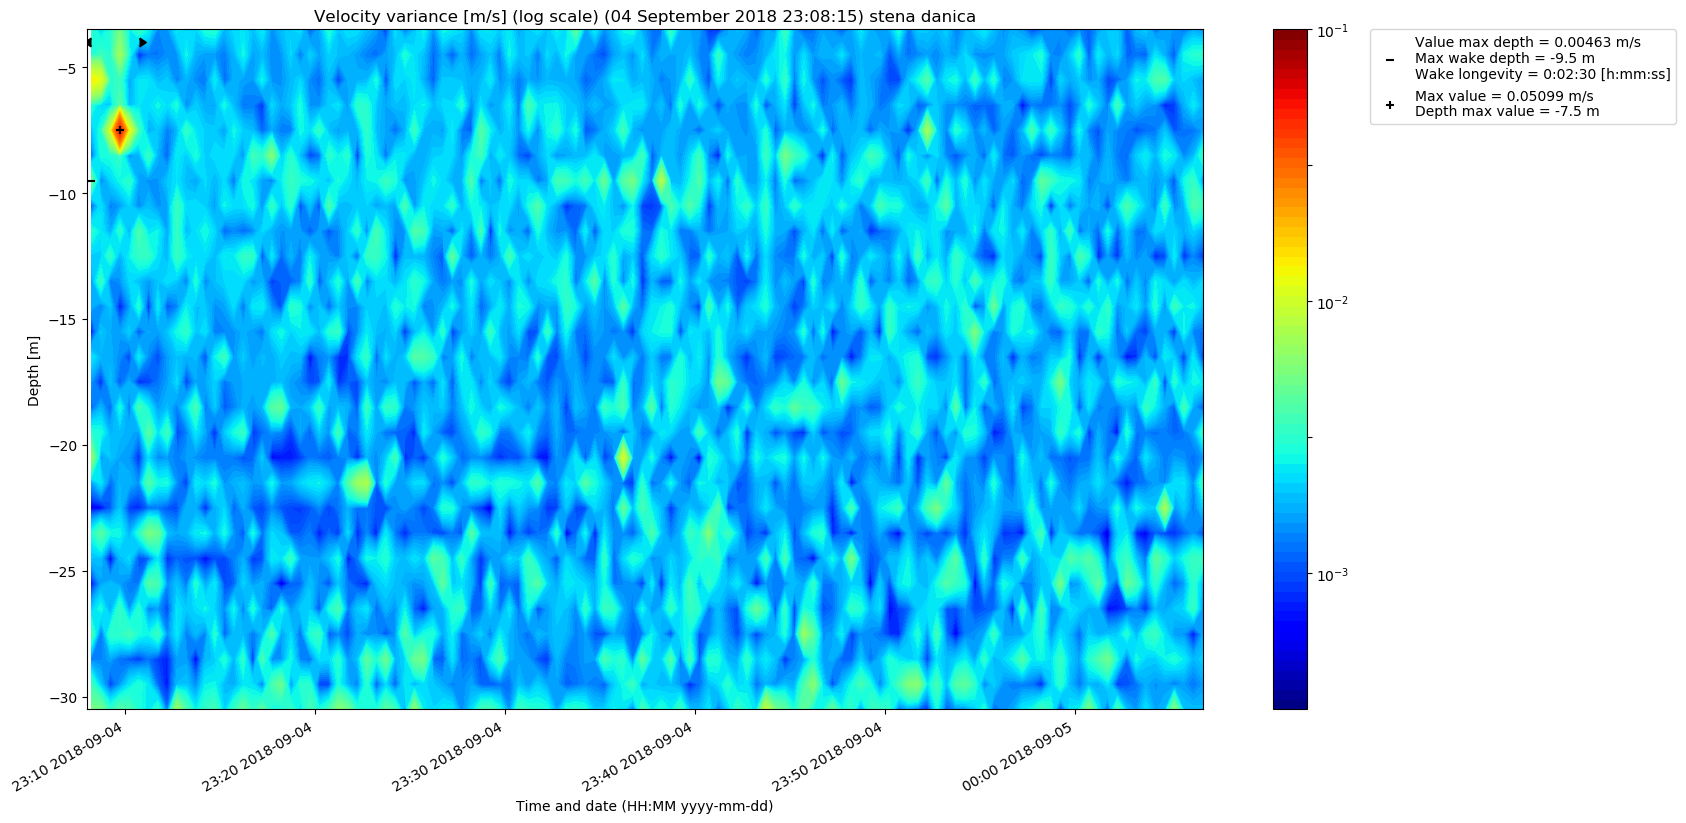 Velocity variance [m/s] (log scale) (04 September 2018 23:08:15) stena danica
Depth [m]
−5
−10
−15
−20
−25
−30
23:10 2018-09-04
23:20 2018-09-04
23:30 2018-09-04
23:40 2018-09-04
23:50 2018-09-04
00:00 2018-09-05
Time and date (HH:MM yyyy-mm-dd)
10⁻¹
10⁻²
10⁻³
Value max depth = 0.00463 m/s
Max wake depth = -9.5 m
Wake longevity = 0:02:30 [h:mm:ss]
Max value = 0.05099 m/s
Depth max value = -7.5 m